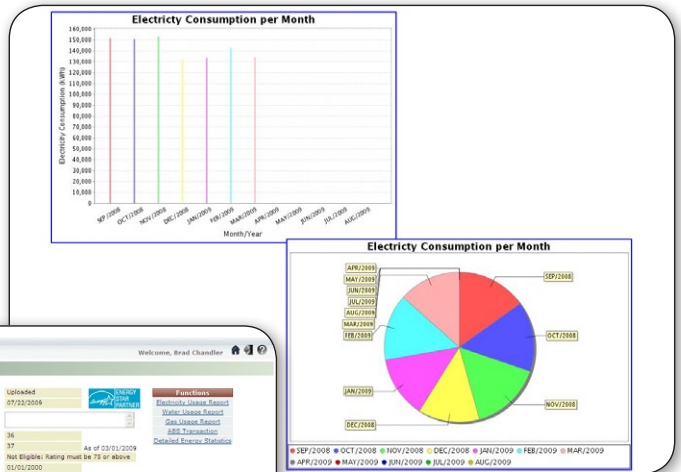 Electricty Consumption per Month
160,000
150,000
140,000
130,000
120,000
110,000
100,000
90,000
80,000
70,000
60,000
50,000
40,000
30,000
20,000
10,000
0
Electricty Consumption (kWh)
SEP/2008 OCT/2008 NOV/2008 DEC/2008 JAN/2009 FEB/2009 MAR/2009 APR/2009 MAY/2009 JUN/2009 JUL/2009 AUG/2009
Month/Year
Electricty Consumption per Month
APR/2009
MAY/2009
JUN/2009
JUL/2009
AUG/2009
MAR/2009
FEB/2009
JAN/2009
DEC/2008
SEP/2008
OCT/2008
NOV/2008
SEP/2008 OCT/2008 NOV/2008 DEC/2008 JAN/2009 FEB/2009 MAR/2009
APR/2009 MAY/2009 JUN/2009 JUL/2009 AUG/2009
Welcome, Brad Chandler
Uploaded
07/22/2009
ENERGY
STAR
PARTNER
Functions
Electricity Usage Report
Water Usage Report
Gas Usage Report
ABS Transaction
Detailed Energy Statistics
36
37 As of 03/01/2009
Not Eligible: Rating must be 75 or above
01/01/2000